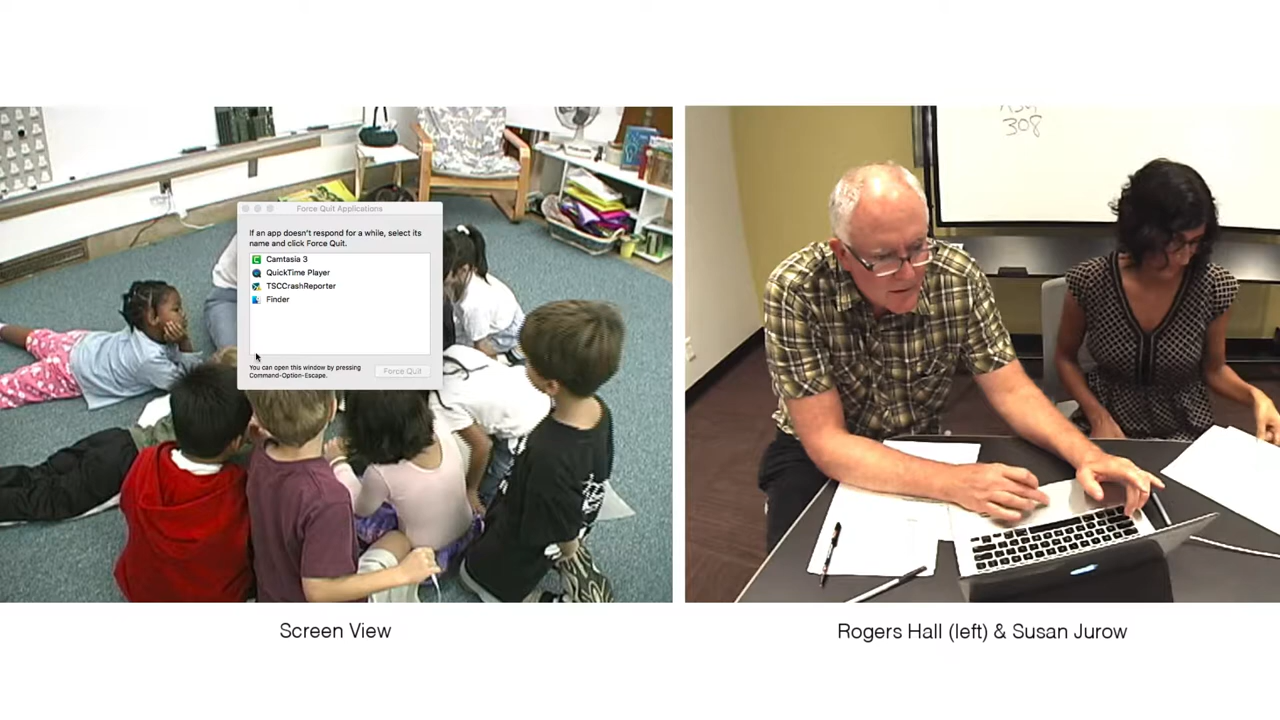 Force Quit Applications
If an app doesn't respond for a while, select its
name and click Force Quit.
Camtasia 3
QuickTime Player
TSCCrashReporter
Finder
You can open this window by pressing
Command-Option-Escape.
Force Quit
308
Screen View
Rogers Hall (left) & Susan Jurow